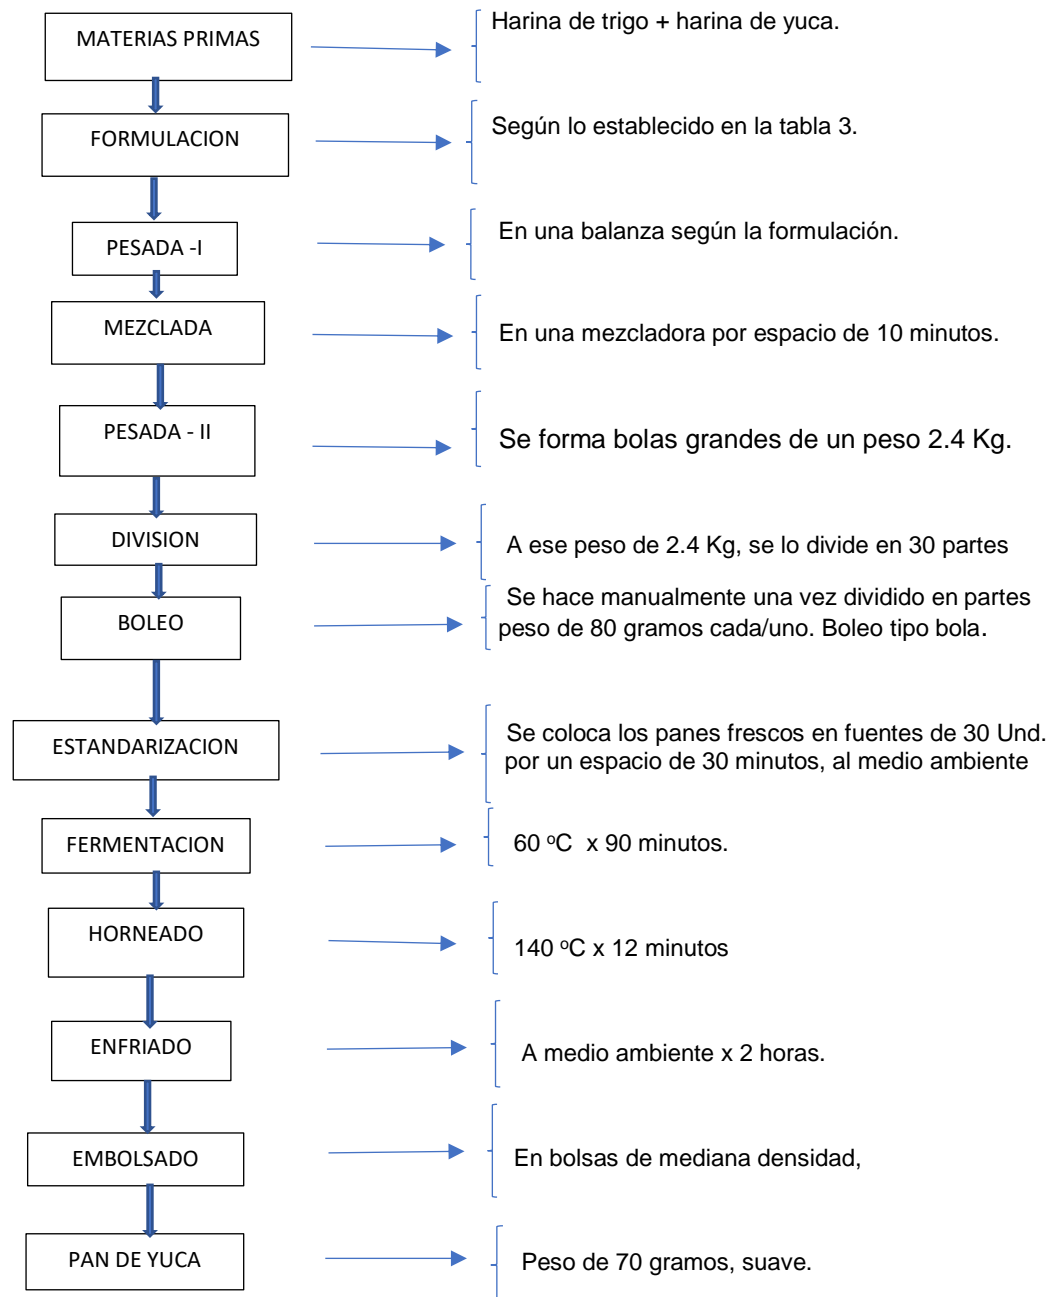 MATERIAS PRIMAS
Harina de trigo + harina de yuca.
FORMULACION
Según lo establecido en la tabla 3.
PESADA -I
En una balanza según la formulación.
MEZCLADA
En una mezcladora por espacio de 10 minutos.
PESADA - II
Se forma bolas grandes de un peso 2.4 Kg.
DIVISION
A ese peso de 2.4 Kg, se lo divide en 30 partes
BOLEO
Se hace manualmente una vez dividido en partes
peso de 80 gramos cada/uno. Boleo tipo bola.
ESTANDARIZACION
Se coloca los panes frescos en fuentes de 30 Und.
por un espacio de 30 minutos, al medio ambiente
FERMENTACION
60 ºC x 90 minutos.
HORNEADO
140 ºC x 12 minutos
ENFRIADO
A medio ambiente x 2 horas.
EMBOLSADO
En bolsas de mediana densidad,
PAN DE YUCA
Peso de 70 gramos, suave.